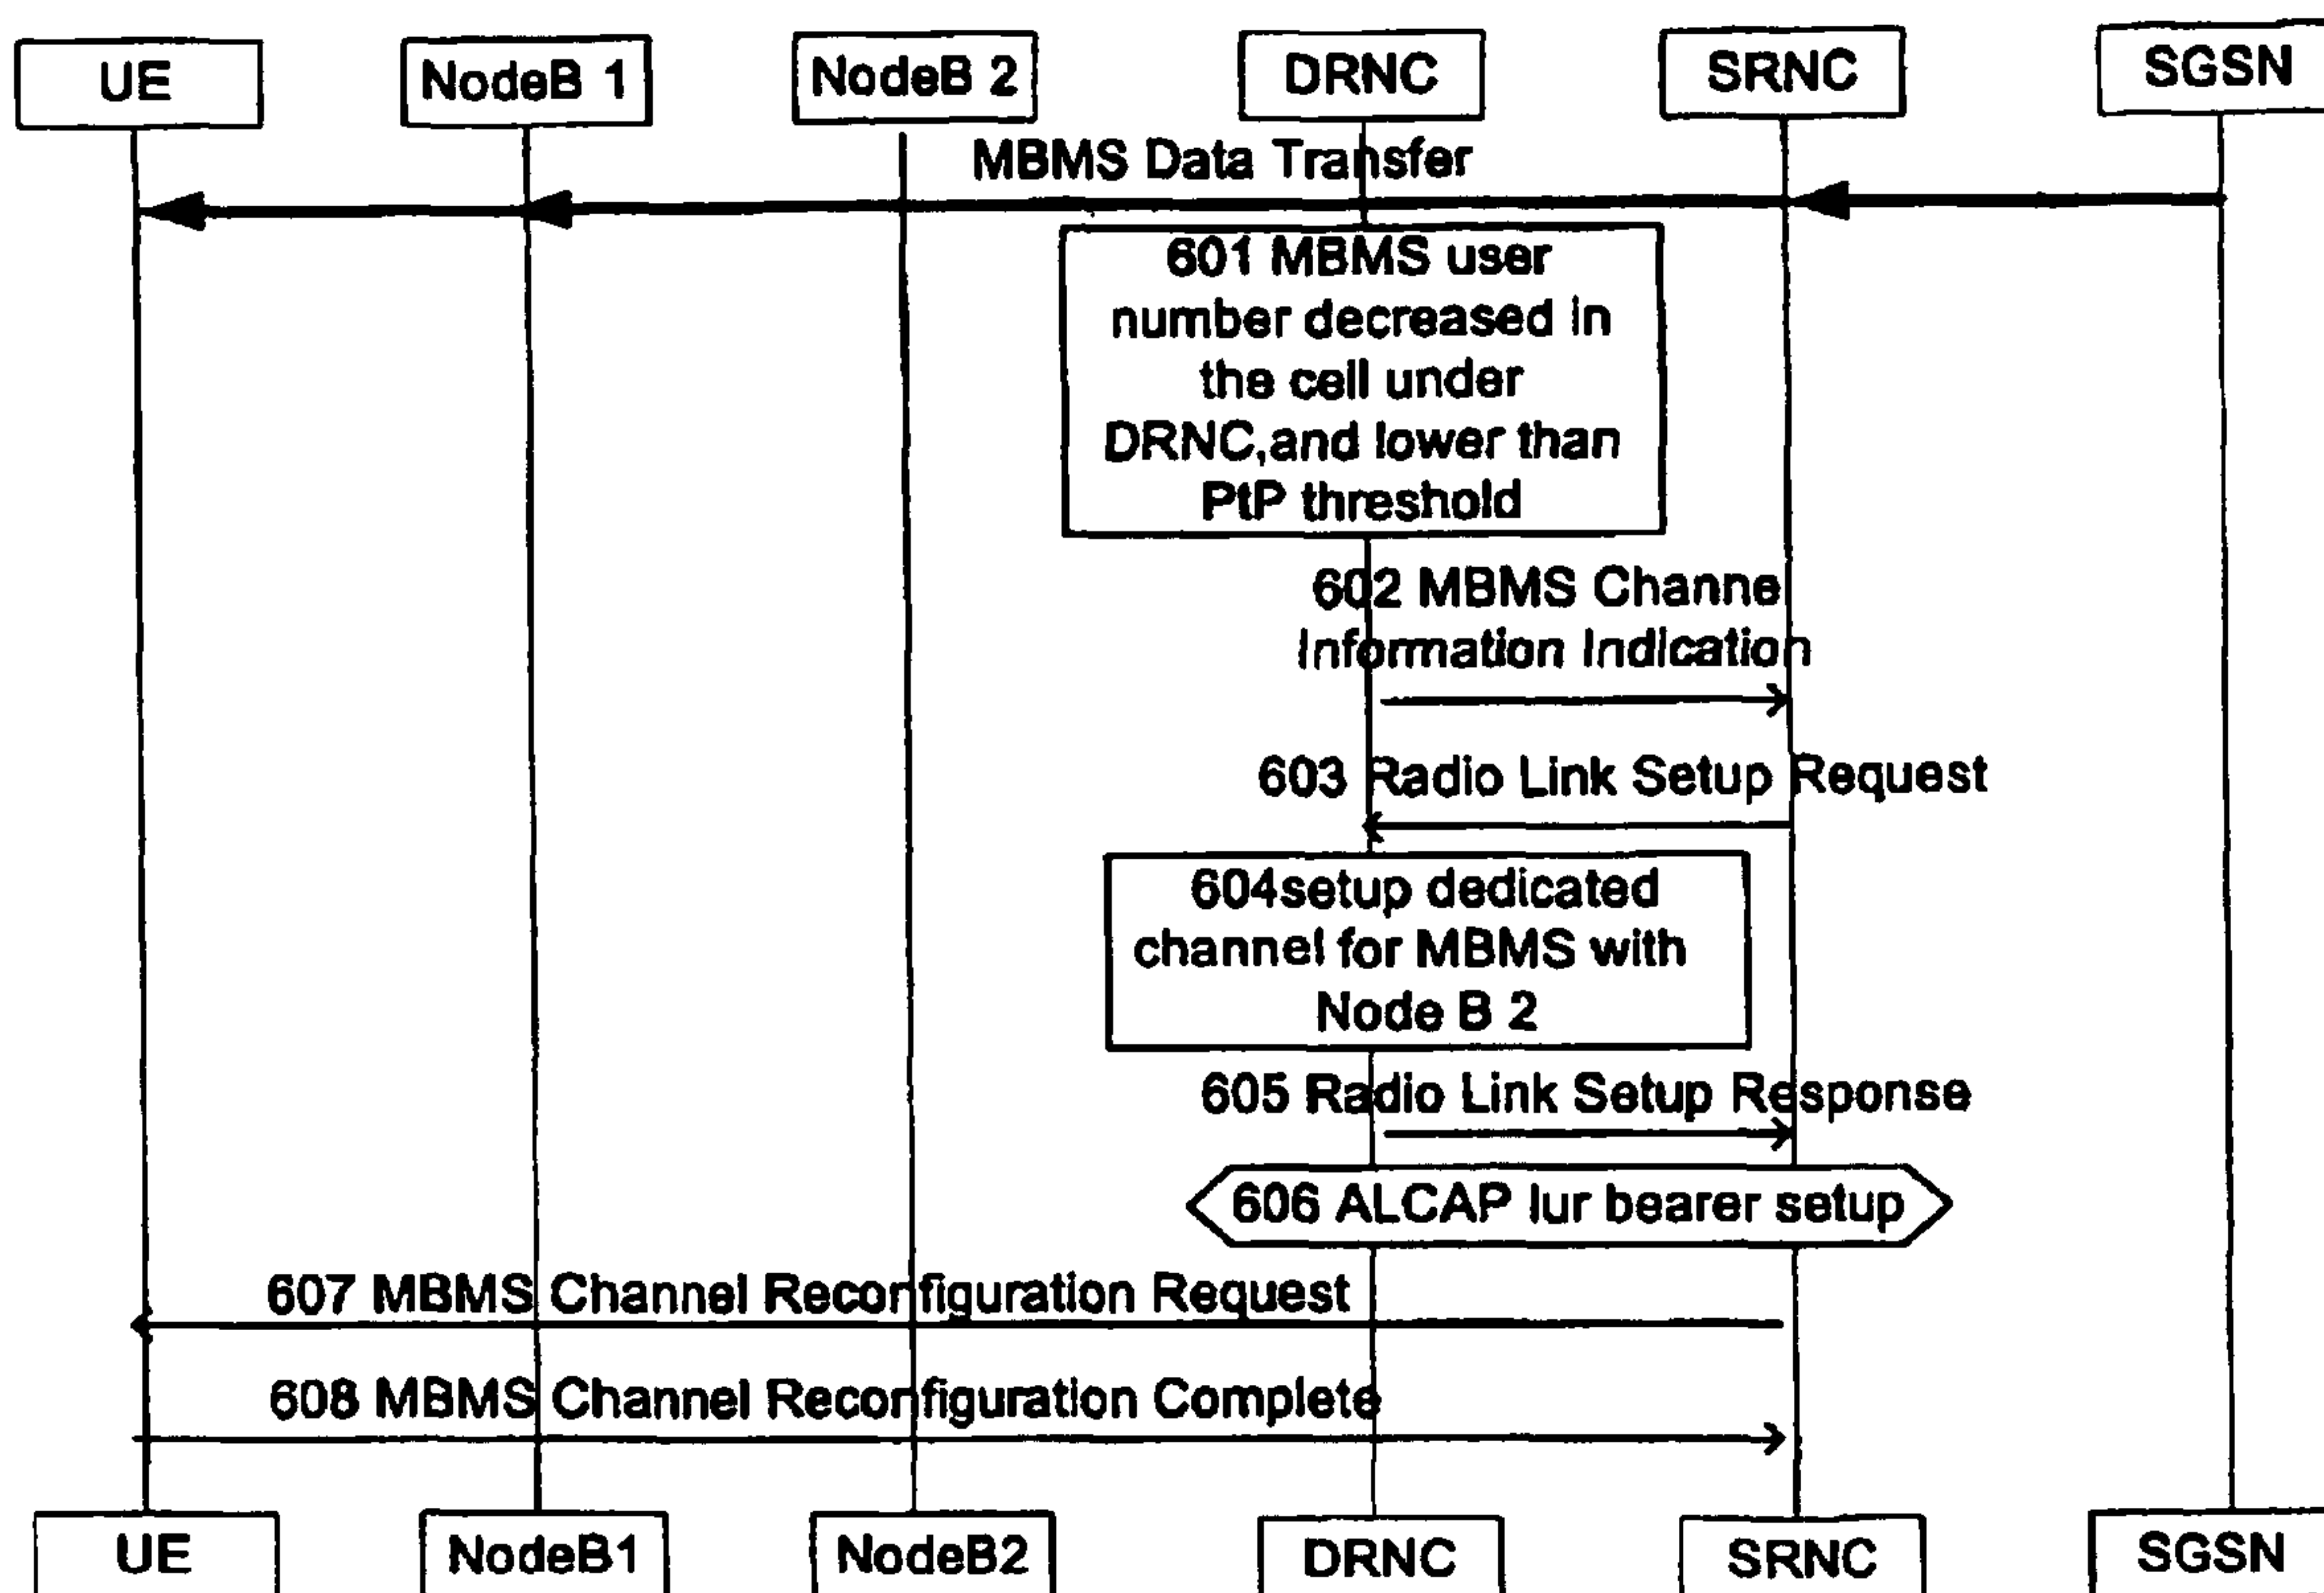 UE
NodeB 1
NodeB 2
DRNC
SRNC
SGSN
MBMS Data Transfer
601 MBMS user
number decreased in
the cell under
DRNC,and lower than
PtP threshold
602 MBMS Channe
Information Indication
603 Radio Link Setup Request
604setup dedicated
channel for MBMS with
Node B 2
605 Radio Link Setup Response
606 ALCAP Iur bearer setup
607 MBMS Channel Reconfiguration Request
608 MBMS Channel Reconfiguration Complete
UE
NodeB1
NodeB2
DRNC
SRNC
SGSN